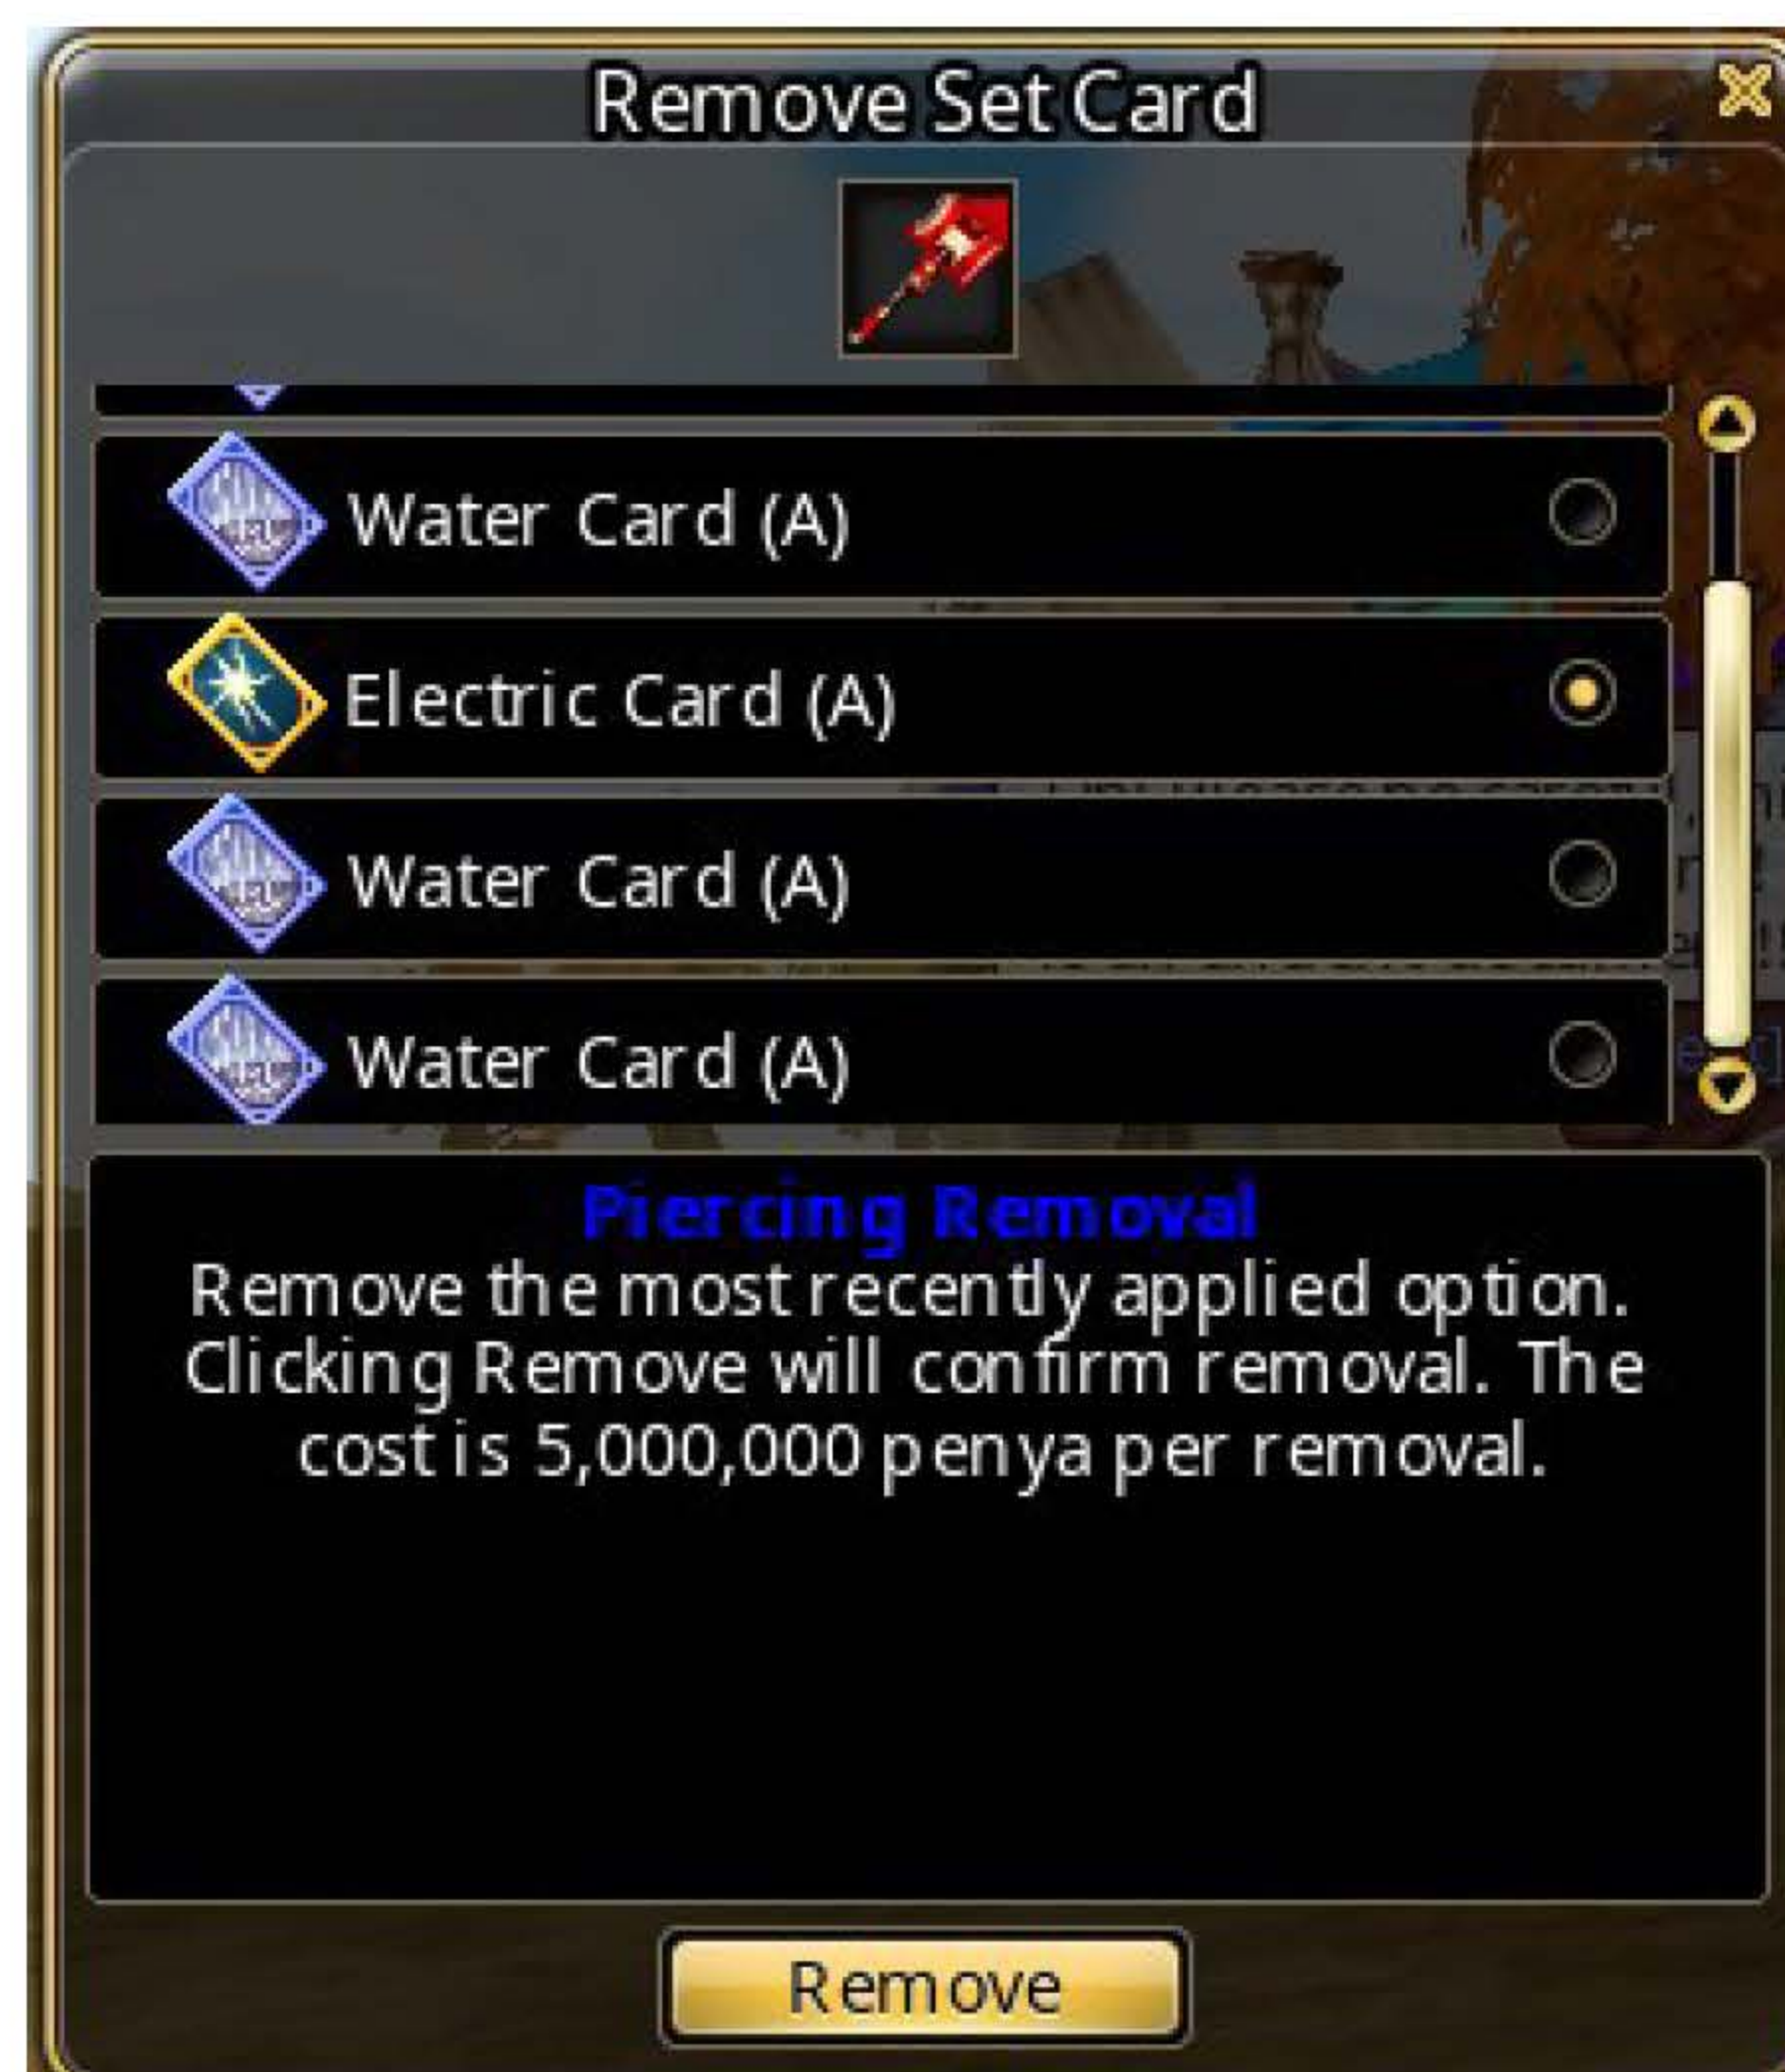 Remove Set Card
Water Card (A)
Electric Card (A)
Water Card (A)
Water Card (A)
Piercing Removal
Remove the most recently applied option.
Clicking Remove will confirm removal. The
cost is 5,000,000 penya per removal.
Remove